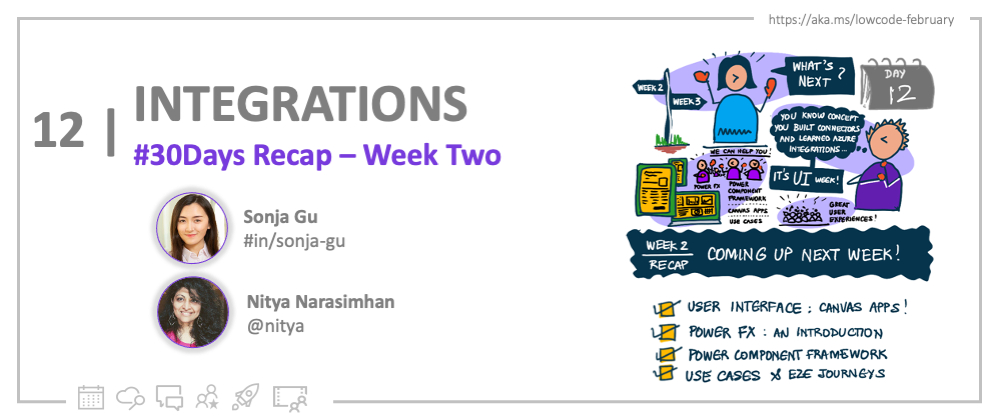 https://aka.ms/lowcode-february
12 |
INTEGRATIONS
#30Days Recap – Week Two
Sonja Gu
#in/sonja-gu
Nitya Narasimhan
@nitya
WEEK 2
WEEK 3
WHAT'S
NEXT ?
DAY
12
YOU KNOW CONCEPT
YOU BUILT CONNECTORS
AND LEARNED AZURE
INTEGRATIONS...
WE CAN HELP YOU!
IT'S UI WEEK!
POWER FX
POWER
COMPONENT
FRAMEWORK
CANVAS APPS
USE CASES
GREAT
USER
EXPERIENCES!
WEEK 2
RECAP
COMING UP NEXT WEEK!
USER INTERFACE : CANVAS APPS!
POWER FX : AN INTRODUCTION
POWER COMPONENT FRAMEWORK
USE CASES & E2E JOURNEYS